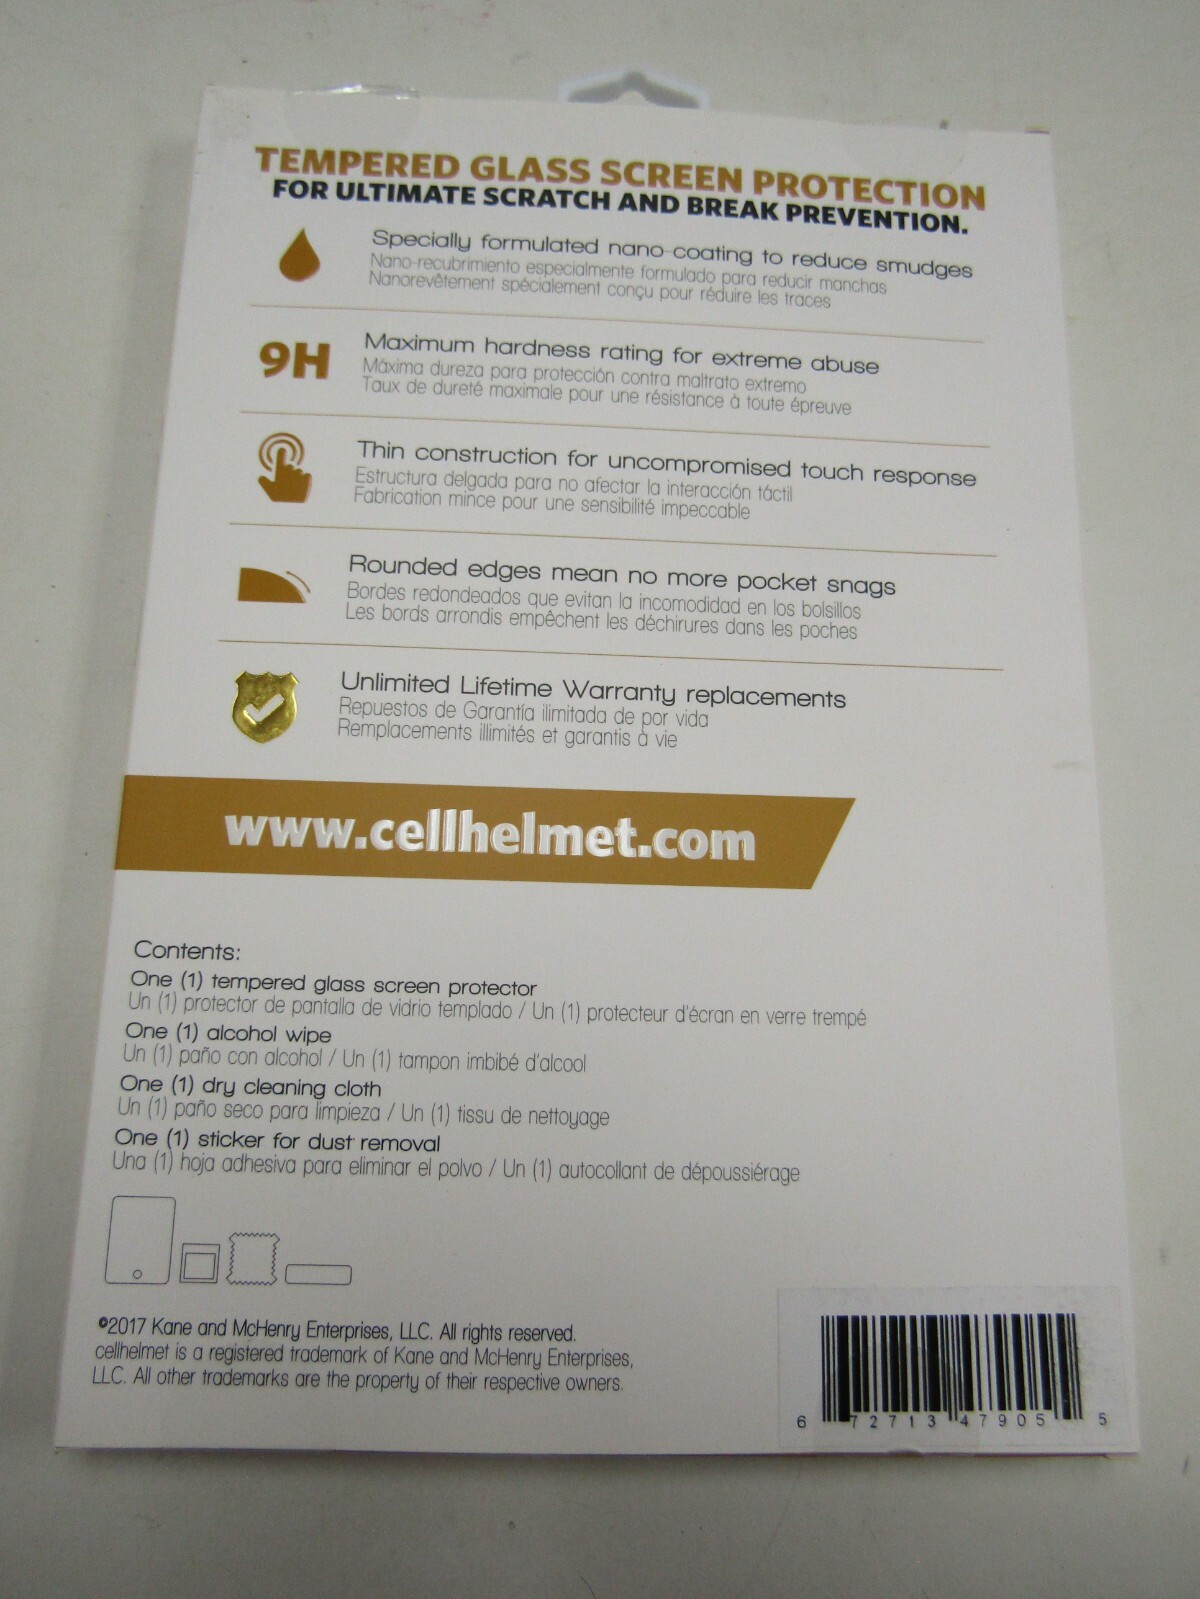 TEMPERED GLASS SCREEN PROTECTION
FOR ULTIMATE SCRATCH AND BREAK PREVENTION.
Specially formulated nano-coating to reduce smudges
Nano-recubrimiento especialmente formulado para reducir manchas
Nanorevêtement spécialement conçu pour réduire les traces
9H
Maximum hardness rating for extreme abuse
Máxima dureza para protección contra maltrato extremo
Taux de dureté maximale pour une résistance à toute épreuve
Thin construction for uncompromised touch response
Estructura delgada para no afectar la interacción táctil
Fabrication mince pour une sensibilité impeccable
Rounded edges mean no more pocket snags
Bordes redondeados que evitan la incomodidad en los bolsillos
Les bords arrondis empêchent les déchirures dans les poches
Unlimited Lifetime Warranty replacements
Repuestos de Garantía ilimitada de por vida
Remplacements illimités et garantis à vie
www.cellhelmet.com
Contents:
One (1) tempered glass screen protector
Un (1) protector de pantalla de vidrio templado / Un (1) protecteur d'écran en verre trempé
One (1) alcohol wipe
Un (1) paño con alcohol / Un (1) tampon imbibé d'alcool
One (1) dry cleaning cloth
Un (1) paño seco para limpieza / Un (1) tissu de nettoyage
One (1) sticker for dust removal
Una (1) hoja adhesiva para eliminar el polvo / Un (1) autocollant de dépoussiérage
©2017 Kane and McHenry Enterprises, LLC. All rights reserved.
cellhelmet is a registered trademark of Kane and McHenry Enterprises,
LLC. All other trademarks are the property of their respective owners.
6 72713 47905 5